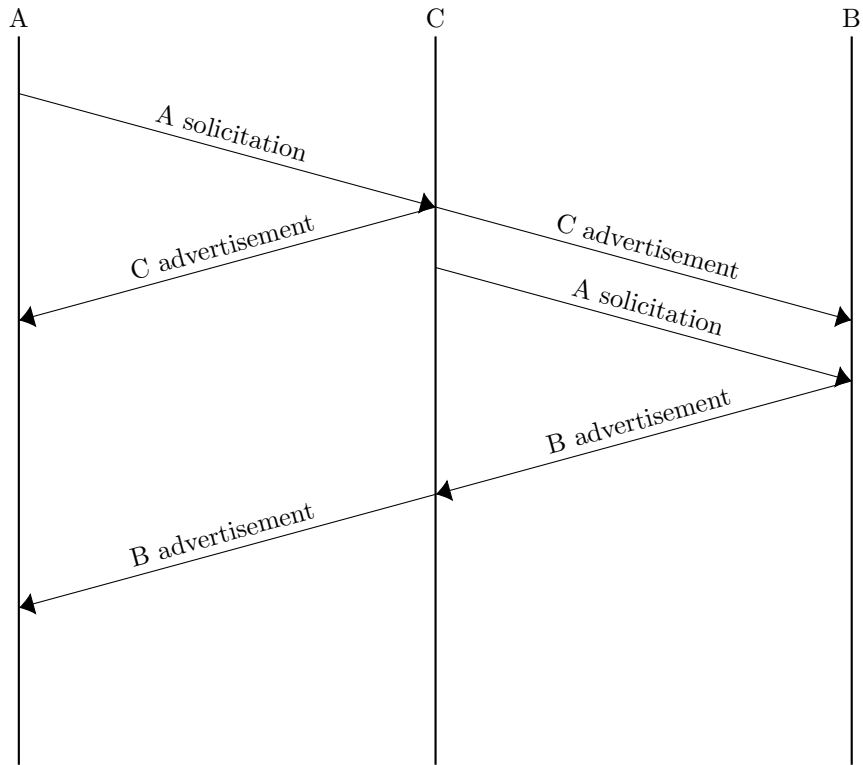 A
C
B
A solicitation
C advertisement
C advertisement
A solicitation
B advertisement
B advertisement